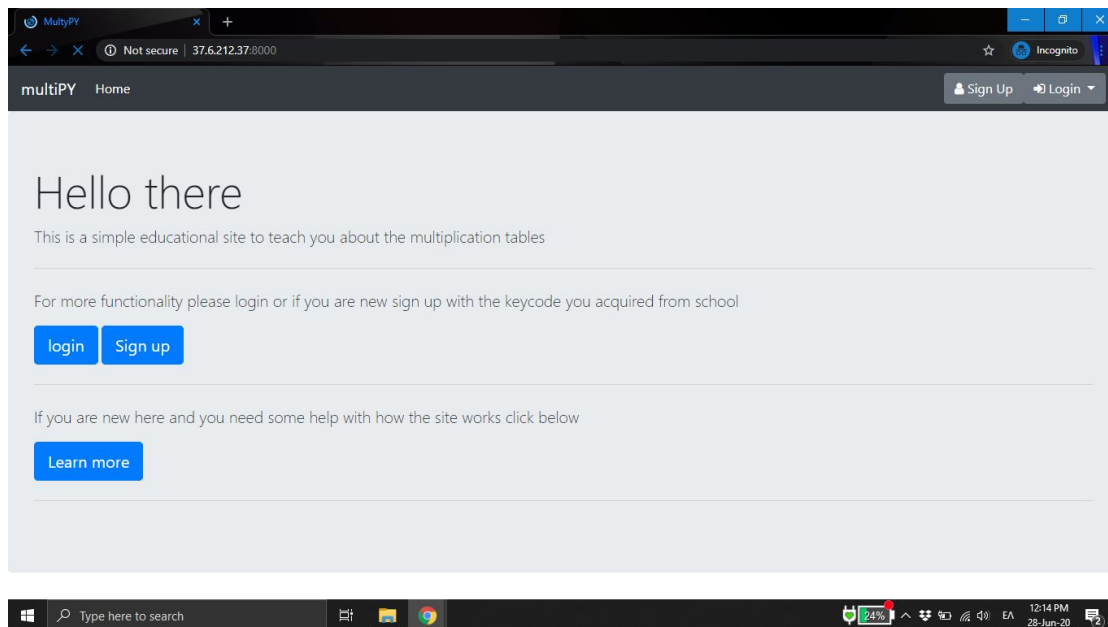 MultyPY
Not secure | 37.6.212.37:8000
Incognito
multiPY Home Sign Up Login
Hello there
This is a simple educational site to teach you about the multiplication tables
For more functionality please login or if you are new sign up with the keycode you acquired from school
login Sign up
If you are new here and you need some help with how the site works click below
Learn more
Type here to search
24%
ΕΛ
12:14 PM
28-Jun-20
2